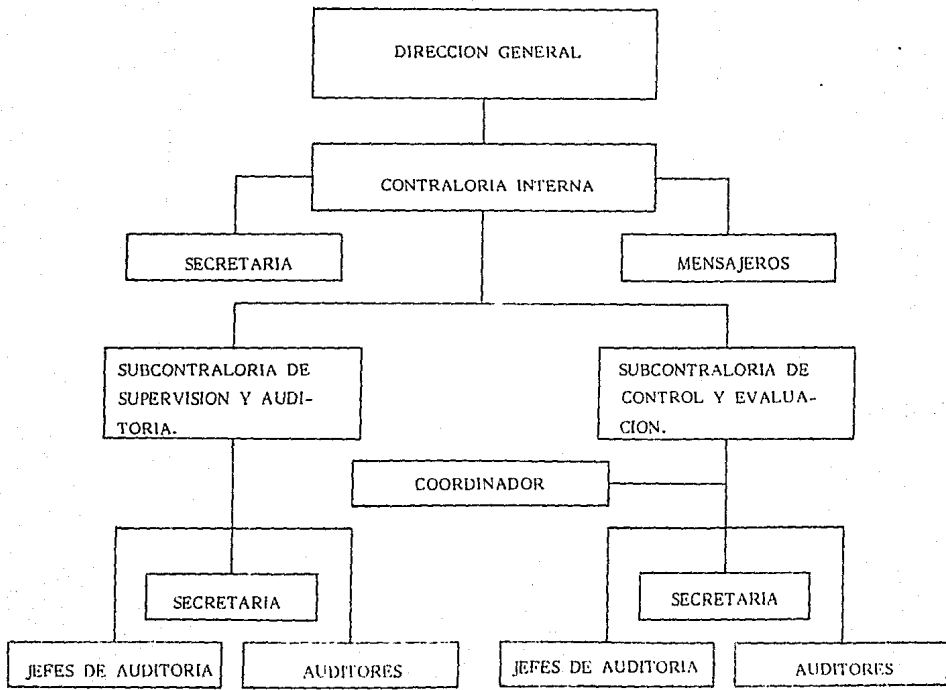 DIRECCION GENERAL
CONTRALORIA INTERNA
SECRETARIA
MENSAJEROS
SUBCONTRALORIA DE
SUPERVISION Y AUDI-
TORIA.
SUBCONTRALORIA DE
CONTROL Y EVALUA-
CION.
COORDINADOR
SECRETARIA
SECRETARIA
JEFES DE AUDITORIA
AUDITORES
JEFES DE AUDITORIA
AUDITORES